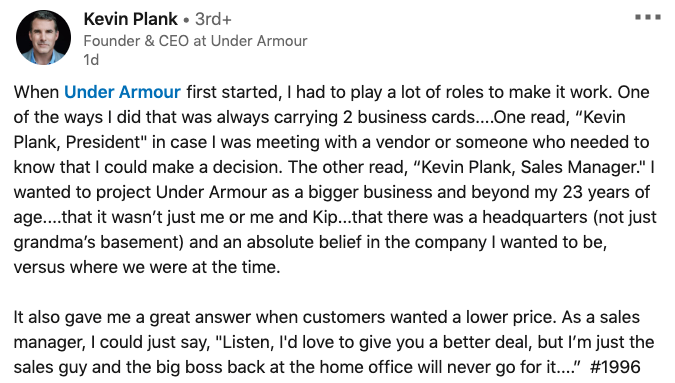 Kevin Plank • 3rd+
Founder & CEO at Under Armour
1d
When Under Armour first started, I had to play a lot of roles to make it work. One
of the ways I did that was always carrying 2 business cards....One read, “Kevin
Plank, President" in case I was meeting with a vendor or someone who needed to
know that I could make a decision. The other read, “Kevin Plank, Sales Manager." I
wanted to project Under Armour as a bigger business and beyond my 23 years of
age....that it wasn’t just me or me and Kip...that there was a headquarters (not just
grandma’s basement) and an absolute belief in the company I wanted to be,
versus where we were at the time.
It also gave me a great answer when customers wanted a lower price. As a sales
manager, I could just say, "Listen, I'd love to give you a better deal, but I’m just the
sales guy and the big boss back at the home office will never go for it....” #1996